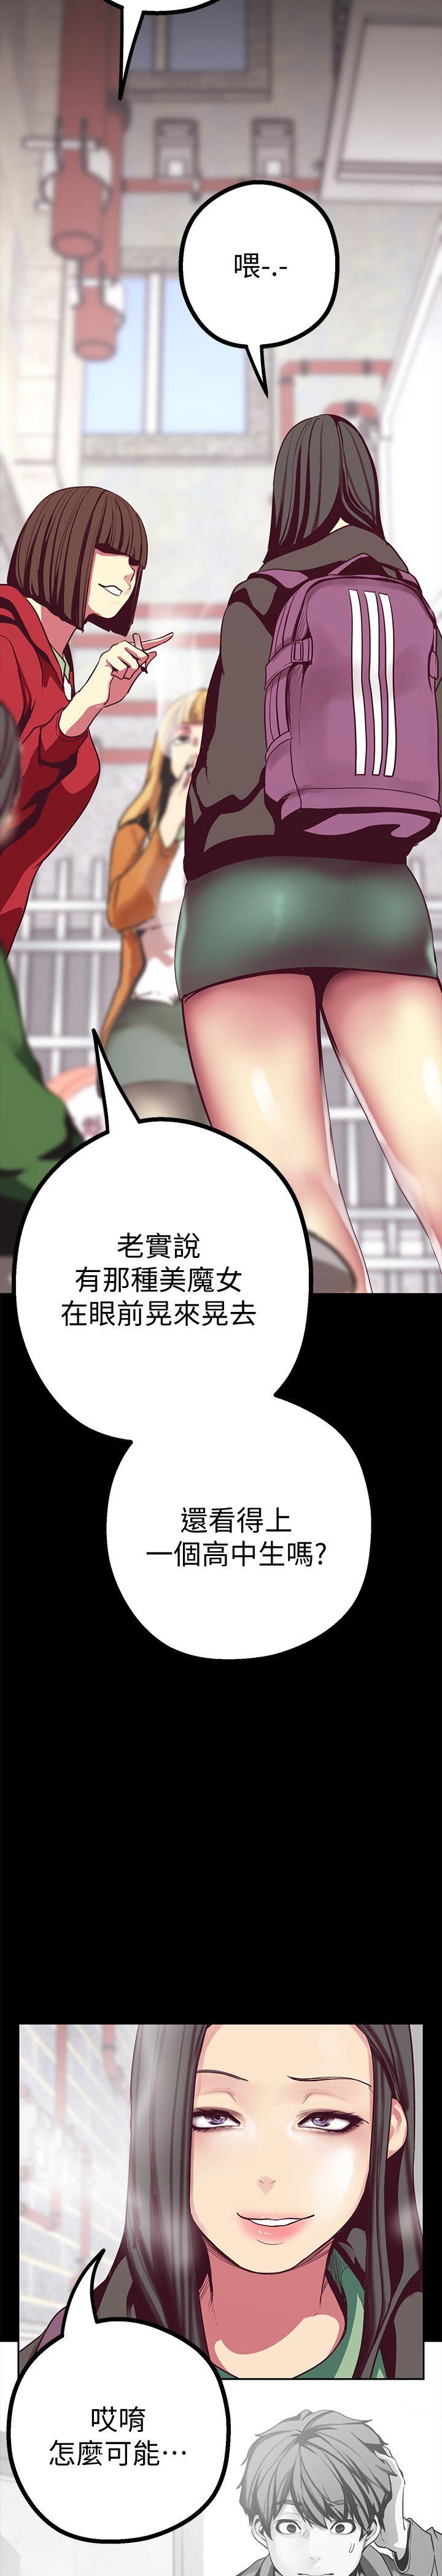 喂-.-
老實說
有那種美魔女
在眼前晃來晃去
還看得上
一個高中生嗎?
哎唷
怎麼可能…